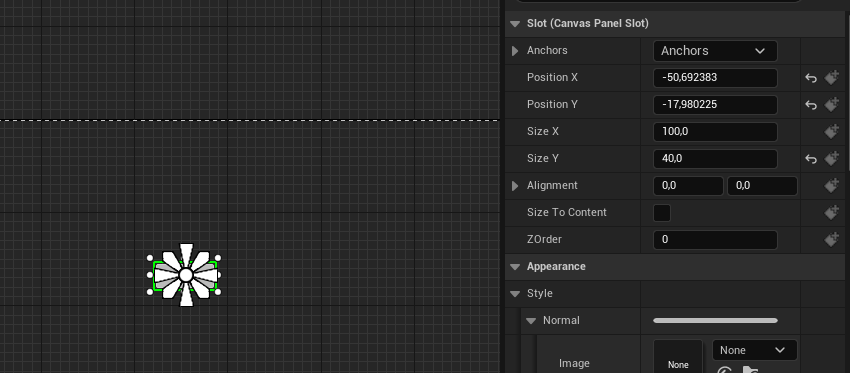 Slot (Canvas Panel Slot)
Anchors Anchors
Position X -50,692383
Position Y -17,980225
Size X 100,0
Size Y 40,0
Alignment 0,0 0,0
Size To Content
ZOrder 0
Appearance
Style
Normal
None
Image None